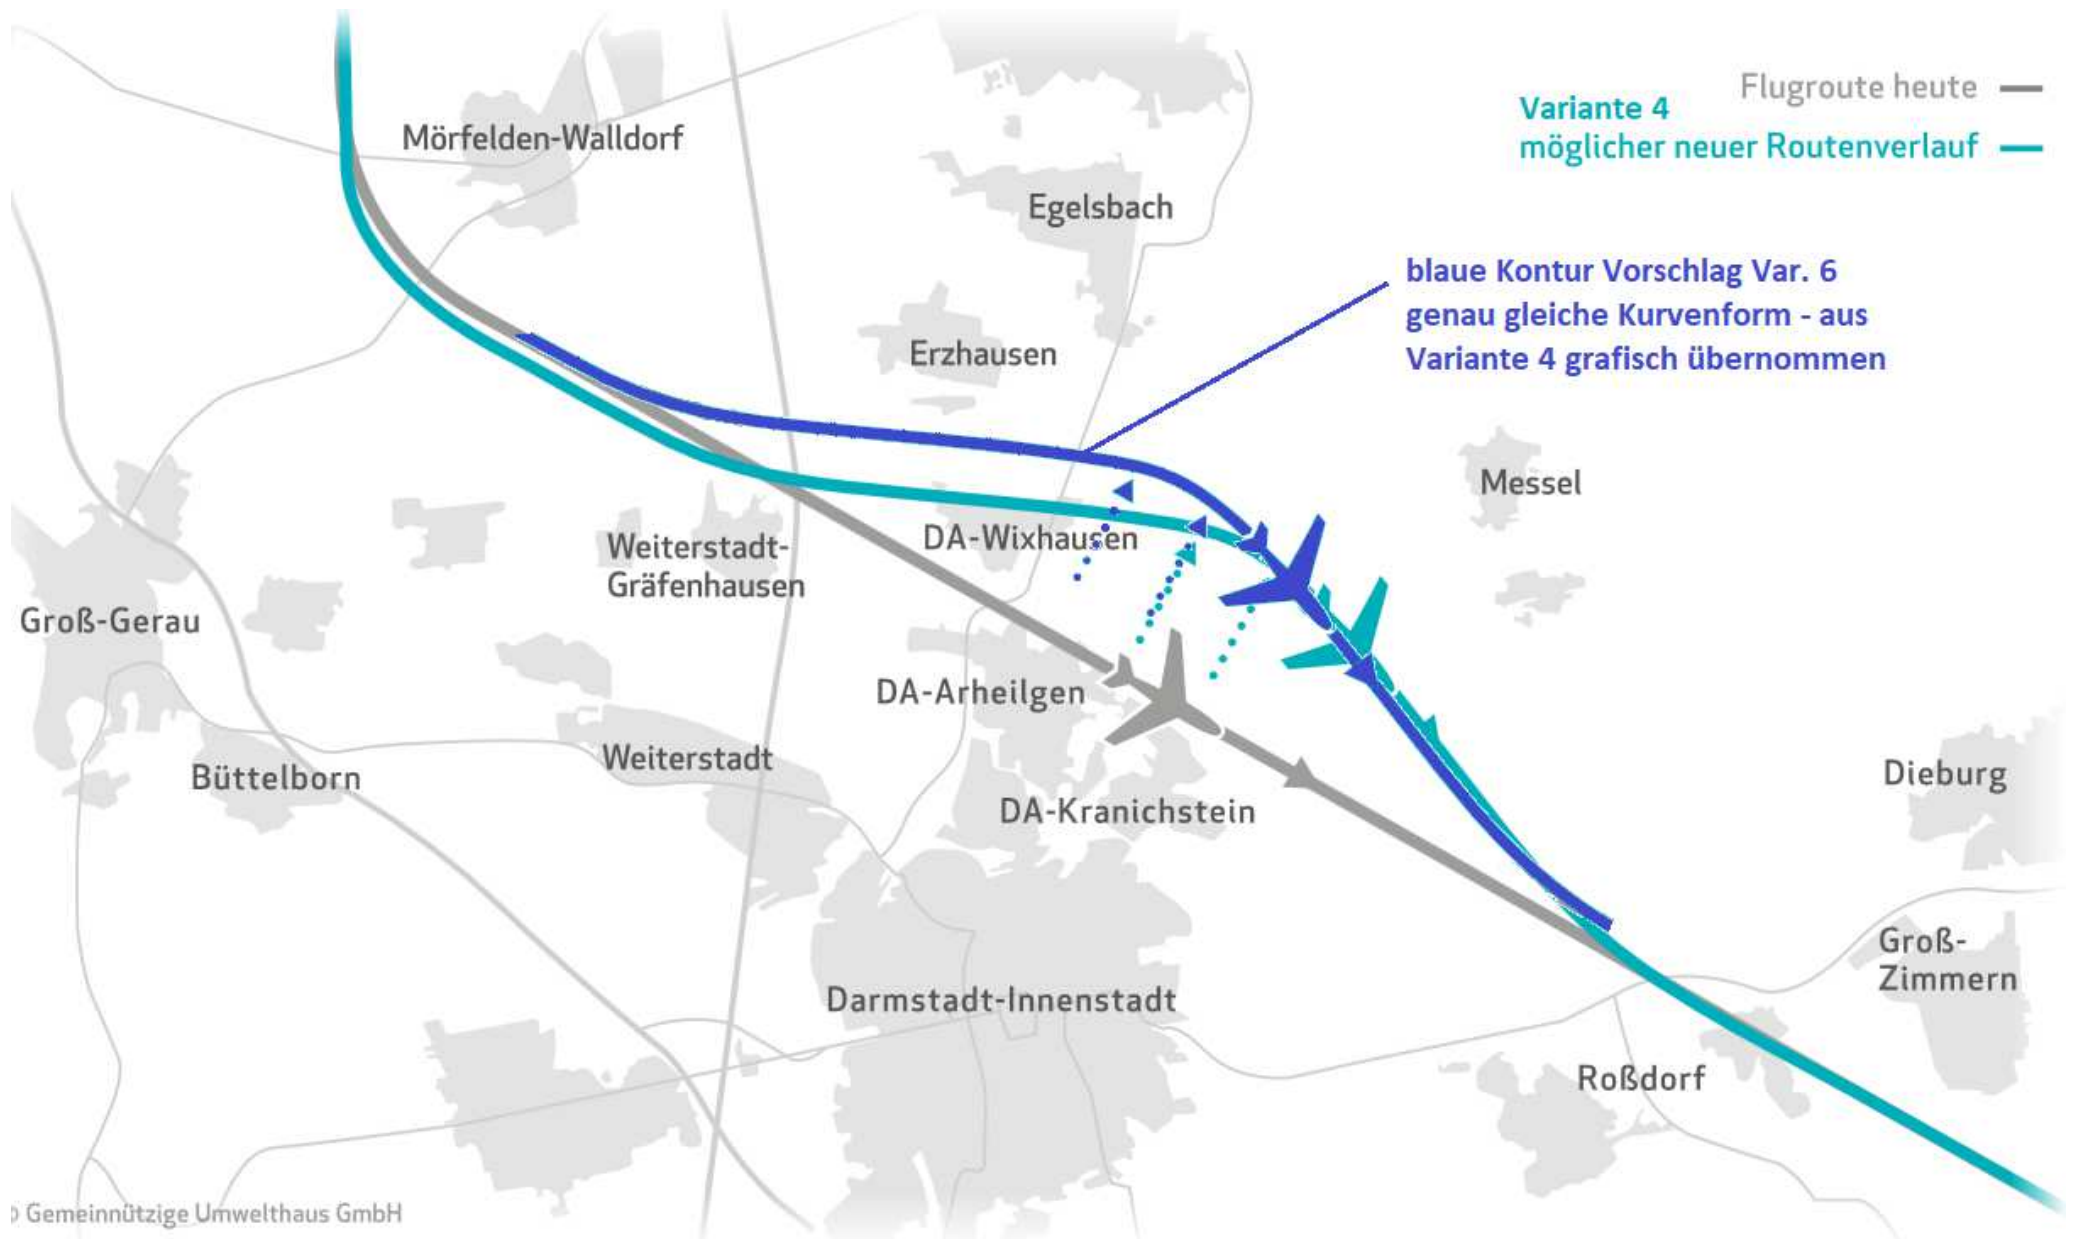 Flugroute heute
Variante 4
möglicher neuer Routenverlauf
Mörfelden-Walldorf
Egelsbach
blaue Kontur Vorschlag Var. 6
genau gleiche Kurvenform - aus
Variante 4 grafisch übernommen
Erzhausen
Messel
DA-Wixhausen
Weiterstadt-
Gräfenhausen
Groß-Gerau
DA-Arheilgen
Weiterstadt
Büttelborn
DA-Kranichstein
Dieburg
Groß-
Zimmern
Darmstadt-Innenstadt
Roßdorf
Gemeinnützige Umwelthaus GmbH